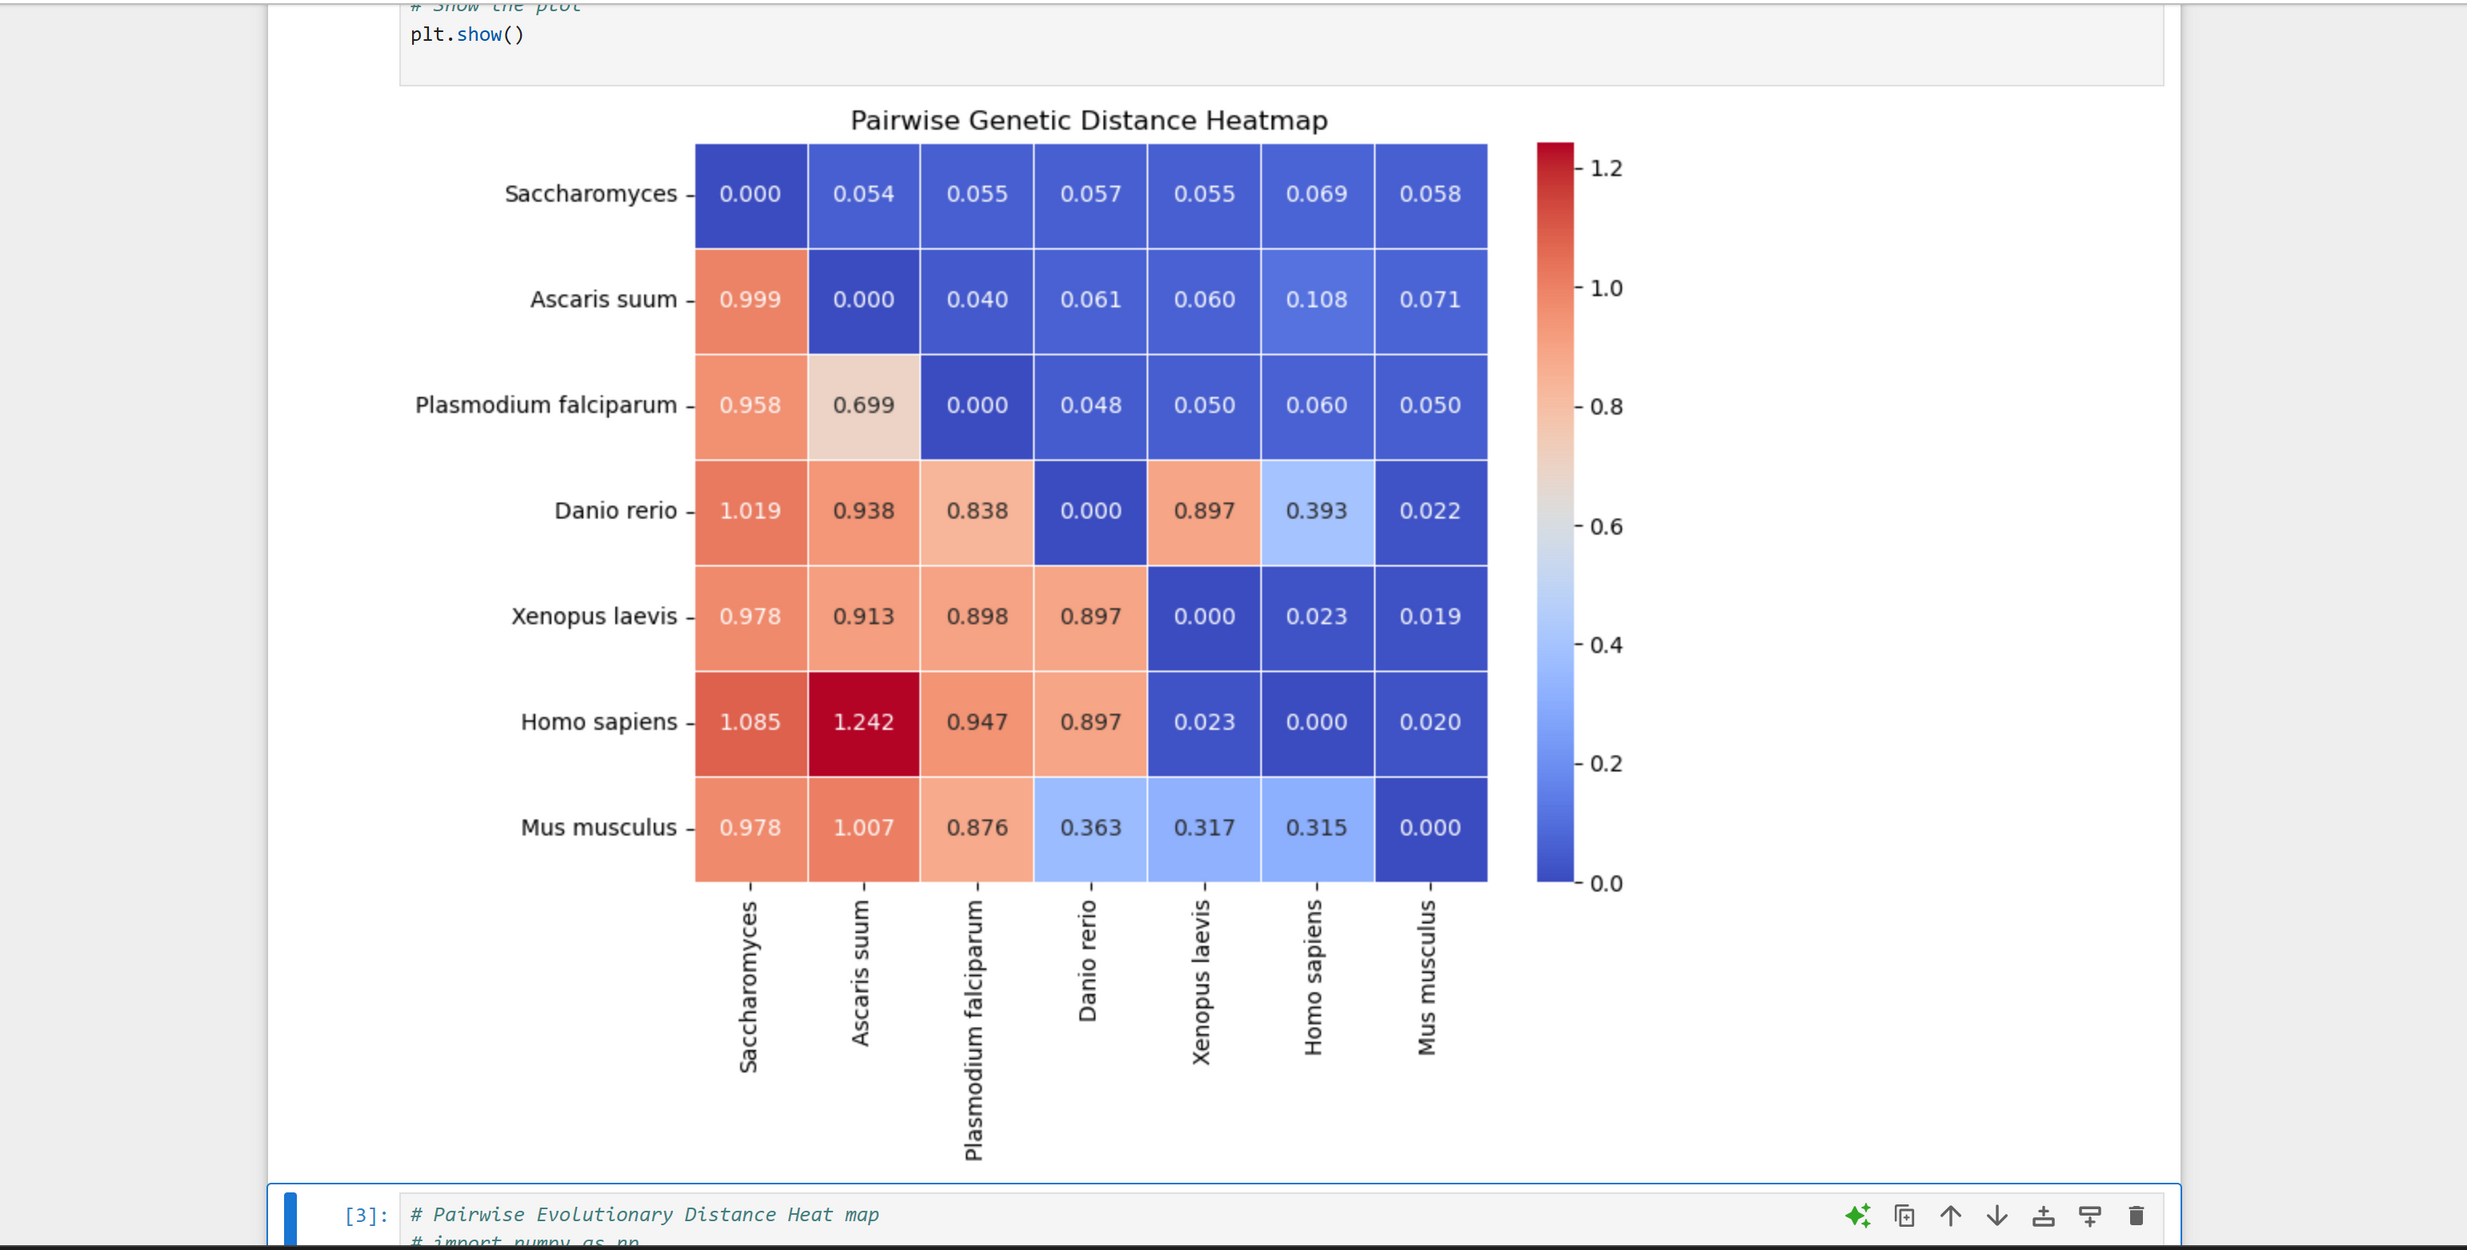 # Show the plot
plt.show()
Pairwise Genetic Distance Heatmap
Saccharomyces 0.000 0.054 0.055 0.057 0.055 0.069 0.058
Ascaris suum 0.999 0.000 0.040 0.061 0.060 0.108 0.071
Plasmodium falciparum 0.958 0.699 0.000 0.048 0.050 0.060 0.050
Danio rerio 1.019 0.938 0.838 0.000 0.897 0.393 0.022
Xenopus laevis 0.978 0.913 0.898 0.897 0.000 0.023 0.019
Homo sapiens 1.085 1.242 0.947 0.897 0.023 0.000 0.020
Mus musculus 0.978 1.007 0.876 0.363 0.317 0.315 0.000
Saccharomyces
Ascaris suum
Plasmodium falciparum
Danio rerio
Xenopus laevis
Homo sapiens
Mus musculus
1.2
1.0
0.8
0.6
0.4
0.2
0.0
[3]: # Pairwise Evolutionary Distance Heat map
# import numpy as np